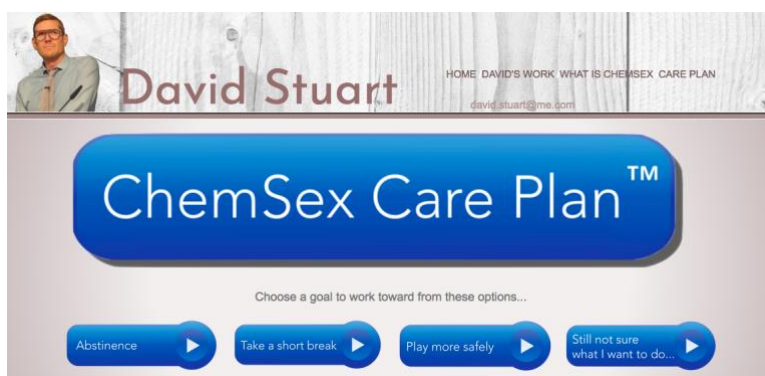 David Stuart
HOME DAVID'S WORK WHAT IS CHEMSEX CARE PLAN
david.stuart@me.com
ChemSex Care Plan™
Choose a goal to work toward from these options...
Abstinence
Take a short break
Play more safely
Still not sure
what I want to do...